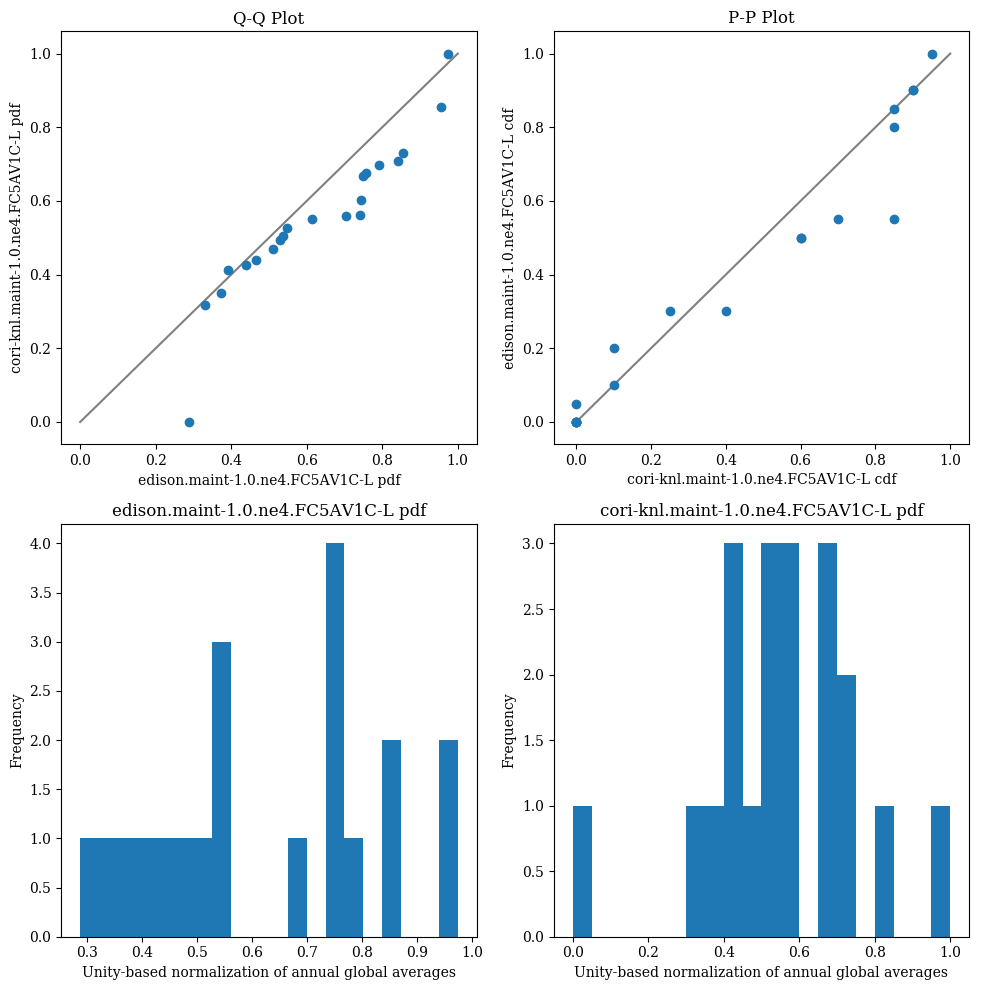 Q-Q Plot
cori-knl.maint-1.0.ne4.FC5AV1C-L pdf
1.0
0.8
0.6
0.4
0.2
0.0
0.0 0.2 0.4 0.6 0.8 1.0
edison.maint-1.0.ne4.FC5AV1C-L pdf
P-P Plot
edison.maint-1.0.ne4.FC5AV1C-L cdf
1.0
0.8
0.6
0.4
0.2
0.0
0.0 0.2 0.4 0.6 0.8 1.0
cori-knl.maint-1.0.ne4.FC5AV1C-L cdf
edison.maint-1.0.ne4.FC5AV1C-L pdf
Frequency
4.0
3.5
3.0
2.5
2.0
1.5
1.0
0.5
0.0
0.3 0.4 0.5 0.6 0.7 0.8 0.9 1.0
Unity-based normalization of annual global averages
cori-knl.maint-1.0.ne4.FC5AV1C-L pdf
Frequency
3.0
2.5
2.0
1.5
1.0
0.5
0.0
0.0 0.2 0.4 0.6 0.8 1.0
Unity-based normalization of annual global averages